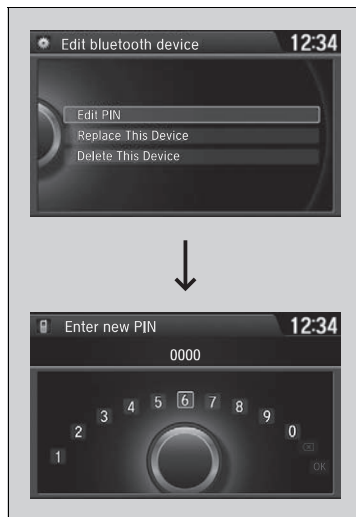 Edit bluetooth device 12:34
Edit PIN
Replace This Device
Delete This Device
Enter new PIN 12:34
0000
1 2 3 4 5 6 7 8 9 0
OK